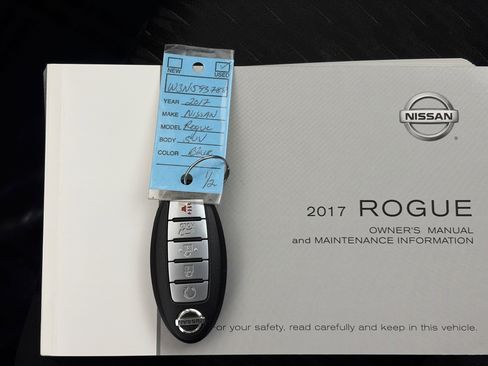 NEW
USED
YEAR 2017
MAKE NISSAN
MODEL Rogue
BODY SUV
COLOR Blue
1/2
NISSAN
2017 ROGUE
OWNER'S MANUAL
and MAINTENANCE INFORMATION
NISSAN
or your safety, read carefully and keep in this vehicle.